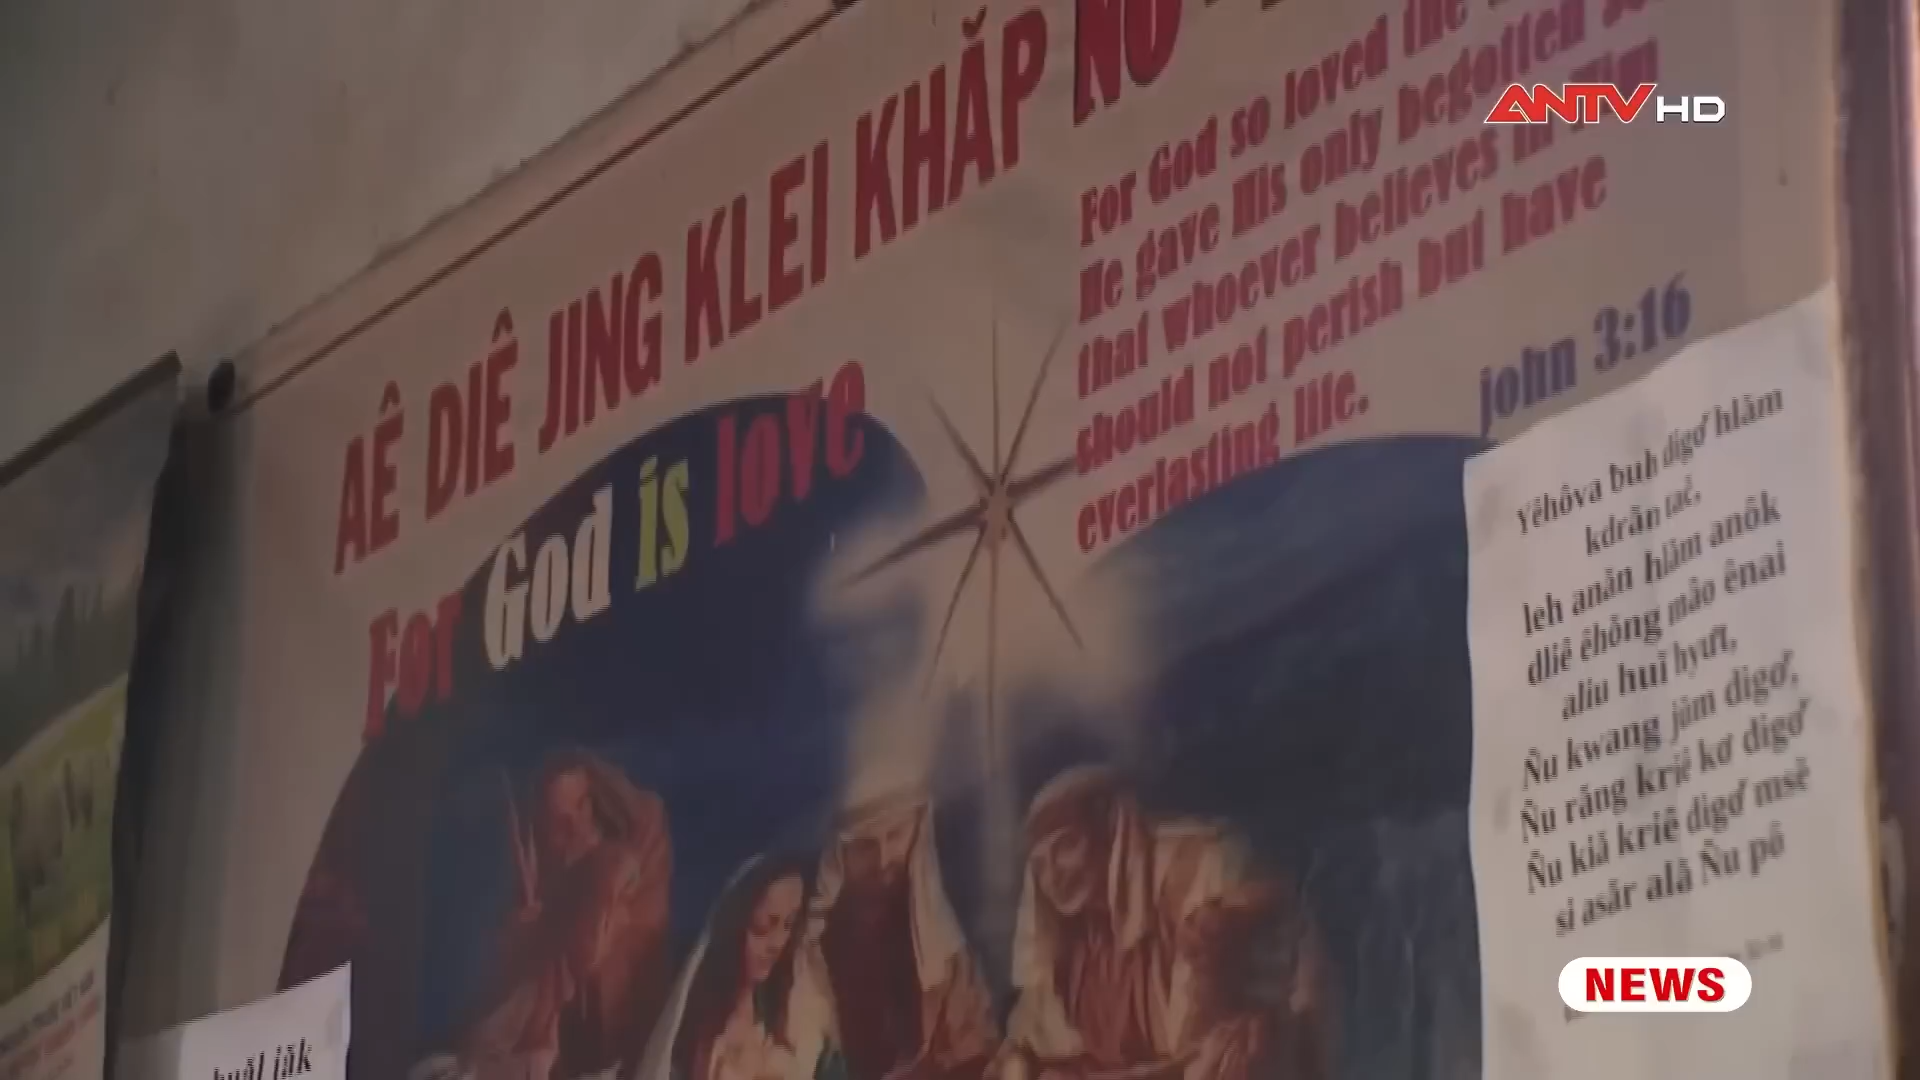 ANTV HD
AÊ DIÊ JING KLEI KHĂP
For God is love
For God so loved the
He gave His only begotten
that whoever believes in Him
should not perish but have
everlasting life.
john 3:16
Yêhôva buh digơ̆ hlăm
kdrăn tač,
leh anăn hlăm anôk
dliê êhŏng mâo ênai
aliu hui hyưt,
Ñu kwang jŭm digơ̆,
Ñu răng kriê kơ digơ̆
Ñu kiă kriê digơ̆ msĕ
si asăr ală Ñu pô
jăk
NEWS